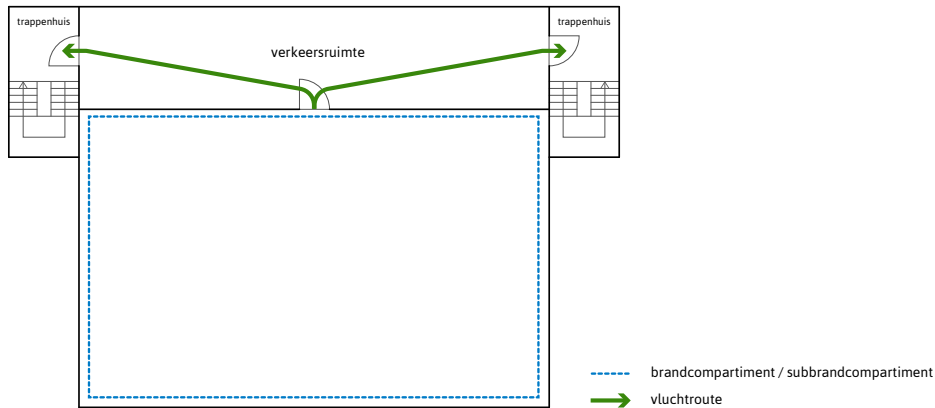 trappenhuis
verkeersruimte
trappenhuis
brandcompartiment / subbrandcompartiment
vluchtroute